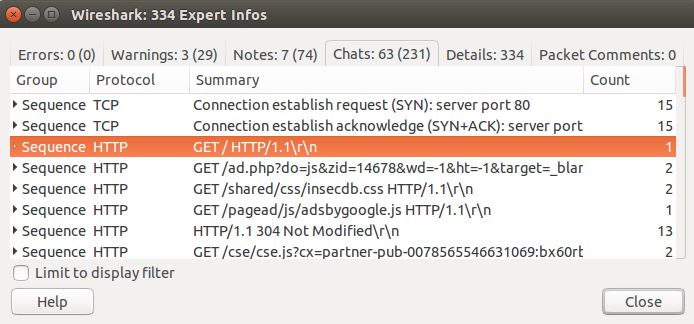 Wireshark: 334 Expert Infos
Errors: 0 (0) Warnings: 3 (29) Notes: 7 (74) Chats: 63 (231) Details: 334 Packet Comments: 0
Group Protocol Summary Count
Sequence TCP Connection establish request (SYN): server port 80 15
Sequence TCP Connection establish acknowledge (SYN+ACK): server port 15
Sequence HTTP GET / HTTP/1.1\r\n 1
Sequence HTTP GET /ad.php?do=js&zid=14678&wd=-1&ht=-1&target=_blar 2
Sequence HTTP GET /shared/css/insecdb.css HTTP/1.1\r\n 2
Sequence HTTP GET /pagead/js/adsbygoogle.js HTTP/1.1\r\n 1
Sequence HTTP HTTP/1.1 304 Not Modified\r\n 13
Sequence HTTP GET /cse/cse.js?cx=partner-pub-0078565546631069:bx60rb 2
Limit to display filter
Help Close